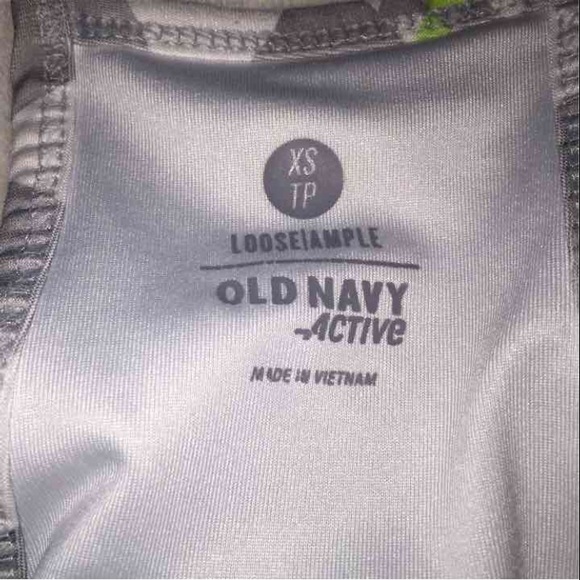 XS
TP
LOOSE|AMPLE
OLD NAVY
ACTIVE
MADE IN VIETNAM